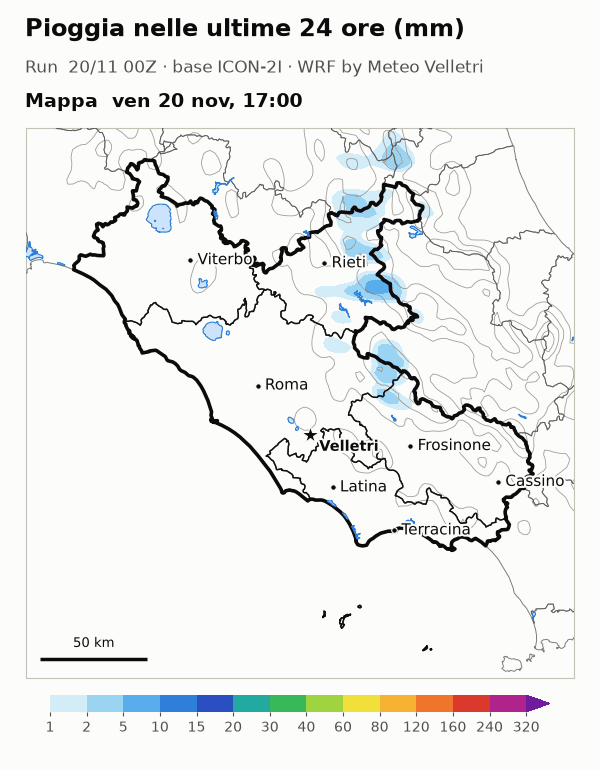 Pioggia nelle ultime 24 ore (mm)
Run  20/11 00Z · base ICON-2I · WRF by Meteo Velletri
Mappa  ven 20 nov, 17:00
Viterbo
Rieti
Roma
Velletri
Frosinone
Latina
Cassino
Terracina
50 km
1 2 5 10 15 20 30 40 60 80 120 160 240 320